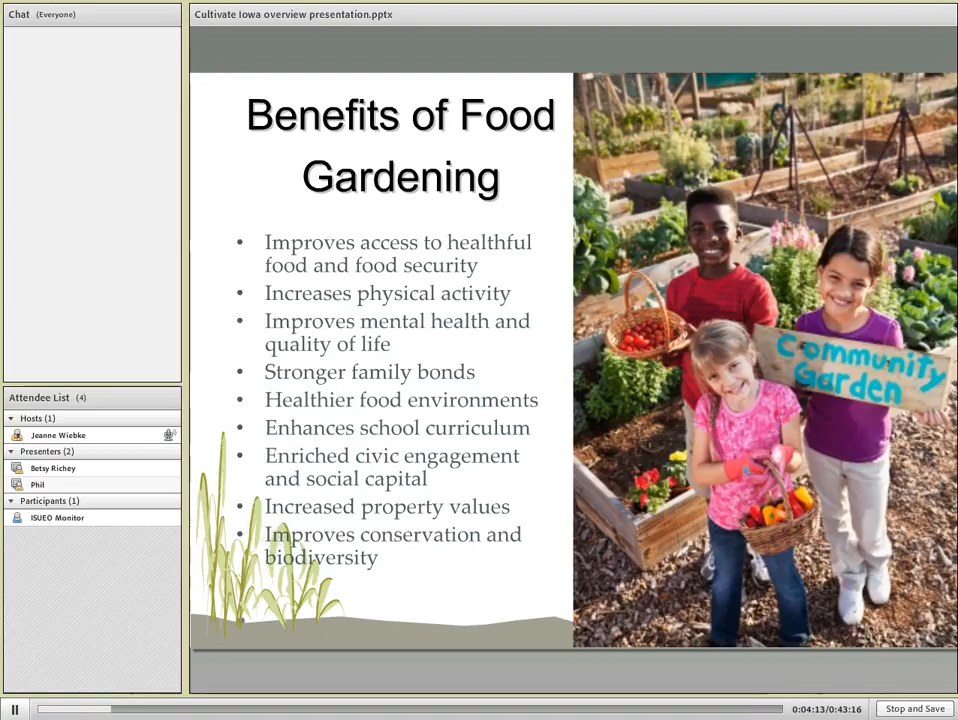 Chat (Everyone)
Cultivate Iowa overview presentation.pptx
Benefits of Food
Gardening
• Improves access to healthful
food and food security
• Increases physical activity
• Improves mental health and
quality of life
• Stronger family bonds
• Healthier food environments
• Enhances school curriculum
• Enriched civic engagement
and social capital
• Increased property values
• Improves conservation and
biodiversity
Community
Garden
Attendee List (4)
Hosts (1)
Jeanne Wiebke
Presenters (2)
Betsy Richey
Phil
Participants (1)
ISUEO Monitor
0:04:13/0:43:16
Stop and Save